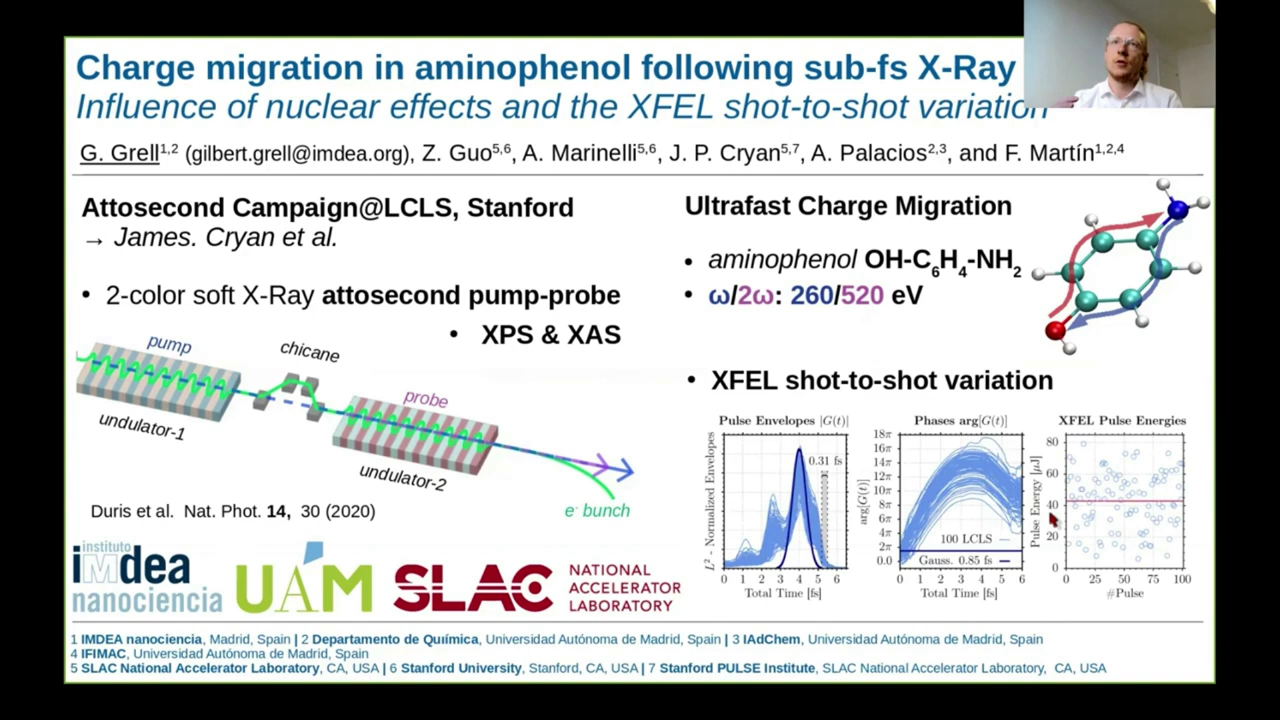 Charge migration in aminophenol following sub-fs X-Ray
Influence of nuclear effects and the XFEL shot-to-shot variation
G. Grell1,2 (gilbert.grell@imdea.org), Z. Guo5,6, A. Marinelli5,6, J. P. Cryan5,7, A. Palacios2,3, and F. Martín1,2,4
Attosecond Campaign@LCLS, Stanford
→ James. Cryan et al.
• 2-color soft X-Ray attosecond pump-probe
• XPS & XAS
pump
chicane
probe
undulator-1
undulator-2
e- bunch
Duris et al. Nat. Phot. 14, 30 (2020)
Ultrafast Charge Migration
• aminophenol OH-C6H4-NH2
• ω/2ω: 260/520 eV
• XFEL shot-to-shot variation
Pulse Envelopes |G(t)|
L2 - Normalized Envelopes
0.31 fs
0 1 2 3 4 5 6
Total Time [fs]
Phases arg[G(t)]
arg[G(t)]
18π
16π
14π
12π
10π
8π
6π
4π
2π
0.0
100 LCLS
Gauss. 0.85 fs
0 1 2 3 4 5 6
Total Time [fs]
XFEL Pulse Energies
Pulse Energy [μJ]
80
60
40
20
0
0 25 50 75 100
#Pulse
instituto
imdea
nanociencia
UAM
SLAC
NATIONAL
ACCELERATOR
LABORATORY
1 IMDEA nanociencia, Madrid, Spain | 2 Departamento de Quıímica, Universidad Autónoma de Madrid, Spain | 3 IAdChem, Universidad Autónoma de Madrid, Spain
4 IFIMAC, Universidad Autónoma de Madrid, Spain
5 SLAC National Accelerator Laboratory, CA, USA | 6 Stanford University, Stanford, CA, USA | 7 Stanford PULSE Institute, SLAC National Accelerator Laboratory, CA, USA